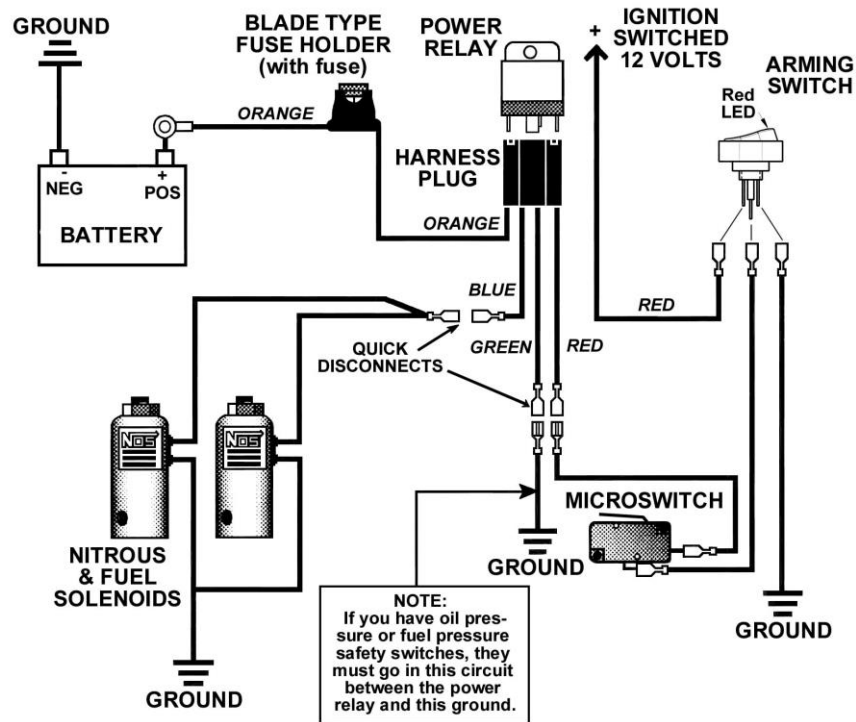 GROUND
BLADE TYPE
FUSE HOLDER
(with fuse)
POWER
RELAY
+
IGNITION
SWITCHED
12 VOLTS
ARMING
SWITCH
Red
LED
ORANGE
-
NEG
+
POS
BATTERY
HARNESS
PLUG
ORANGE
BLUE
RED
QUICK
DISCONNECTS
GREEN
RED
NOS
NOS
MICROSWITCH
GROUND
NITROUS
& FUEL
SOLENOIDS
NOTE:
If you have oil pres-
sure or fuel pressure
safety switches, they
must go in this circuit
between the power
relay and this ground.
GROUND
GROUND